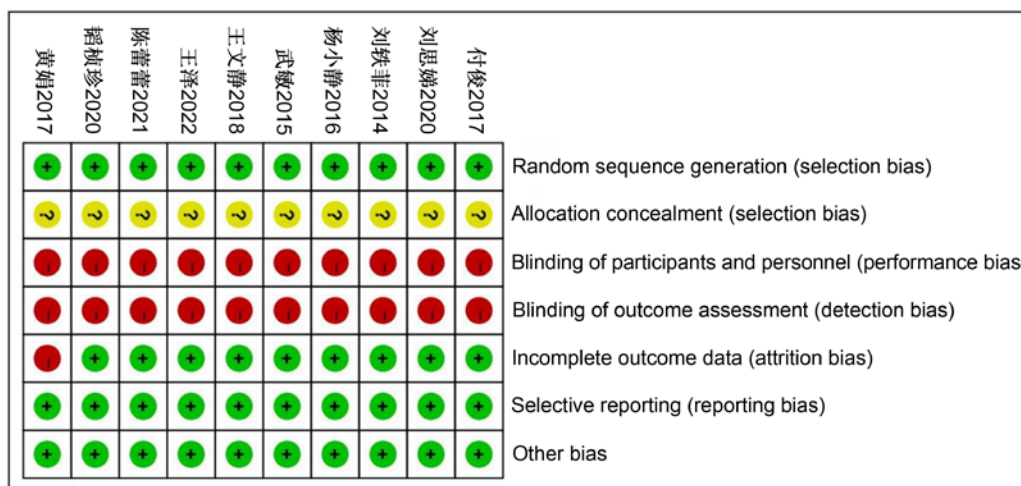 黄娟2017
韬桢珍2020
陈蕾蕾2021
王泽2022
王文静2018
武敏2015
杨小静2016
刘轶菲2014
刘思娣2020
付俊2017
+ + + + + + + + + + Random sequence generation (selection bias)
? ? ? ? ? ? ? ? ? ? Allocation concealment (selection bias)
– – – – – – – – – – Blinding of participants and personnel (performance bias
– – – – – – – – – – Blinding of outcome assessment (detection bias)
– + + + + + + + + + Incomplete outcome data (attrition bias)
+ + + + + + + + + + Selective reporting (reporting bias)
+ + + + + + + + + + Other bias